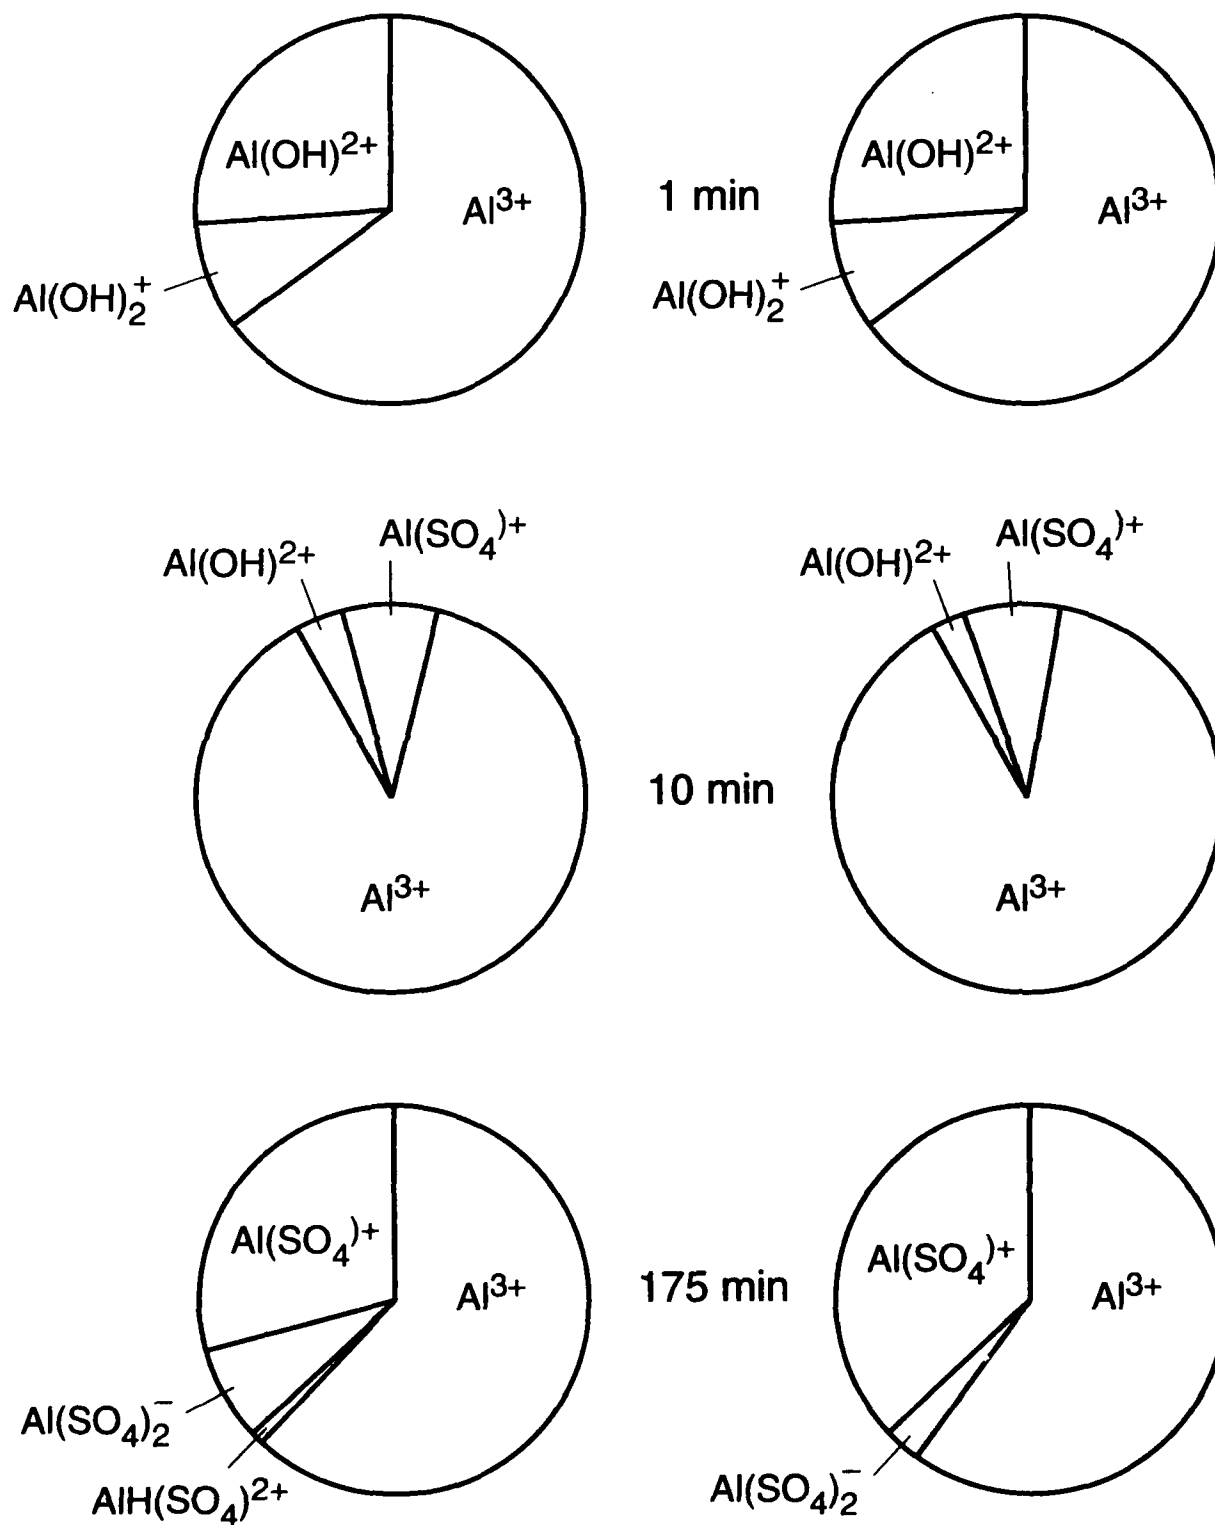 Al(OH)²⁺
Al³⁺
Al(OH)₂⁺
1 min
Al(OH)²⁺
Al³⁺
Al(OH)₂⁺
Al(OH)²⁺
Al(SO₄)⁺
Al³⁺
10 min
Al(OH)²⁺
Al(SO₄)⁺
Al³⁺
Al(SO₄)⁺
Al³⁺
Al(SO₄)₂⁻
AlH(SO₄)²⁺
175 min
Al(SO₄)⁺
Al³⁺
Al(SO₄)₂⁻